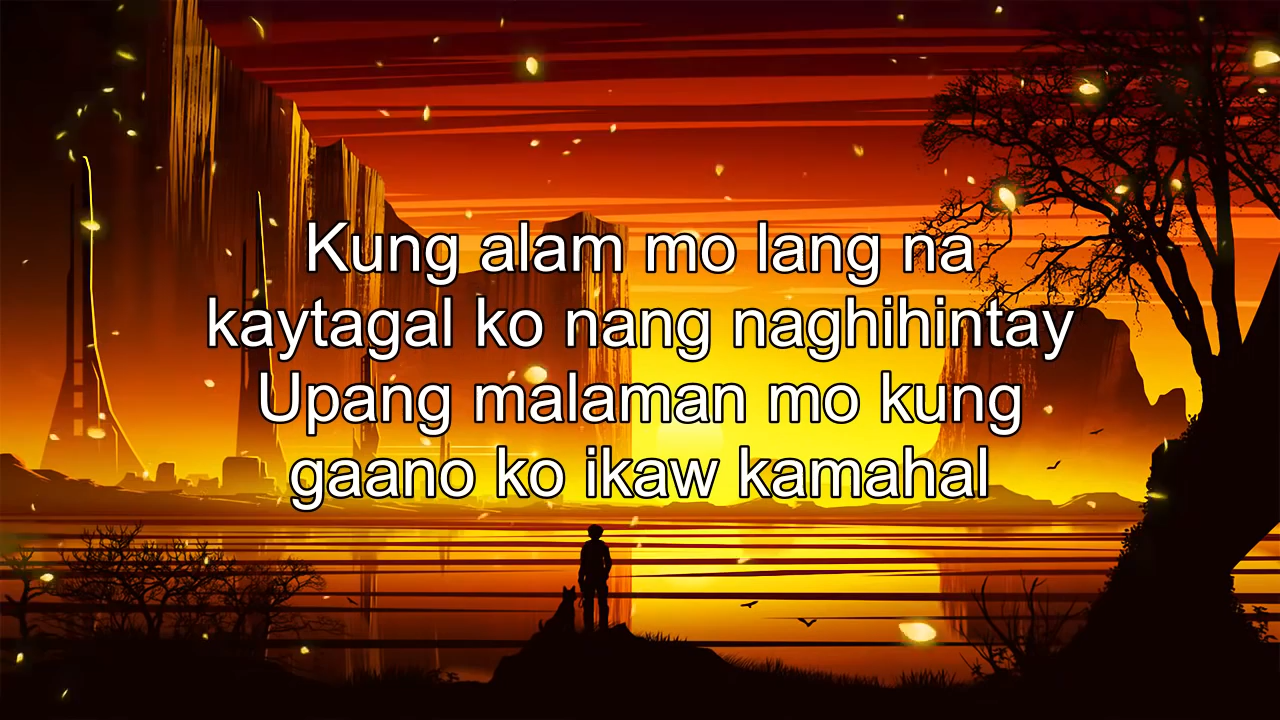 Kung alam mo lang na
kaytagal ko nang naghihintay
Upang malaman mo kung
gaano ko ikaw kamahal